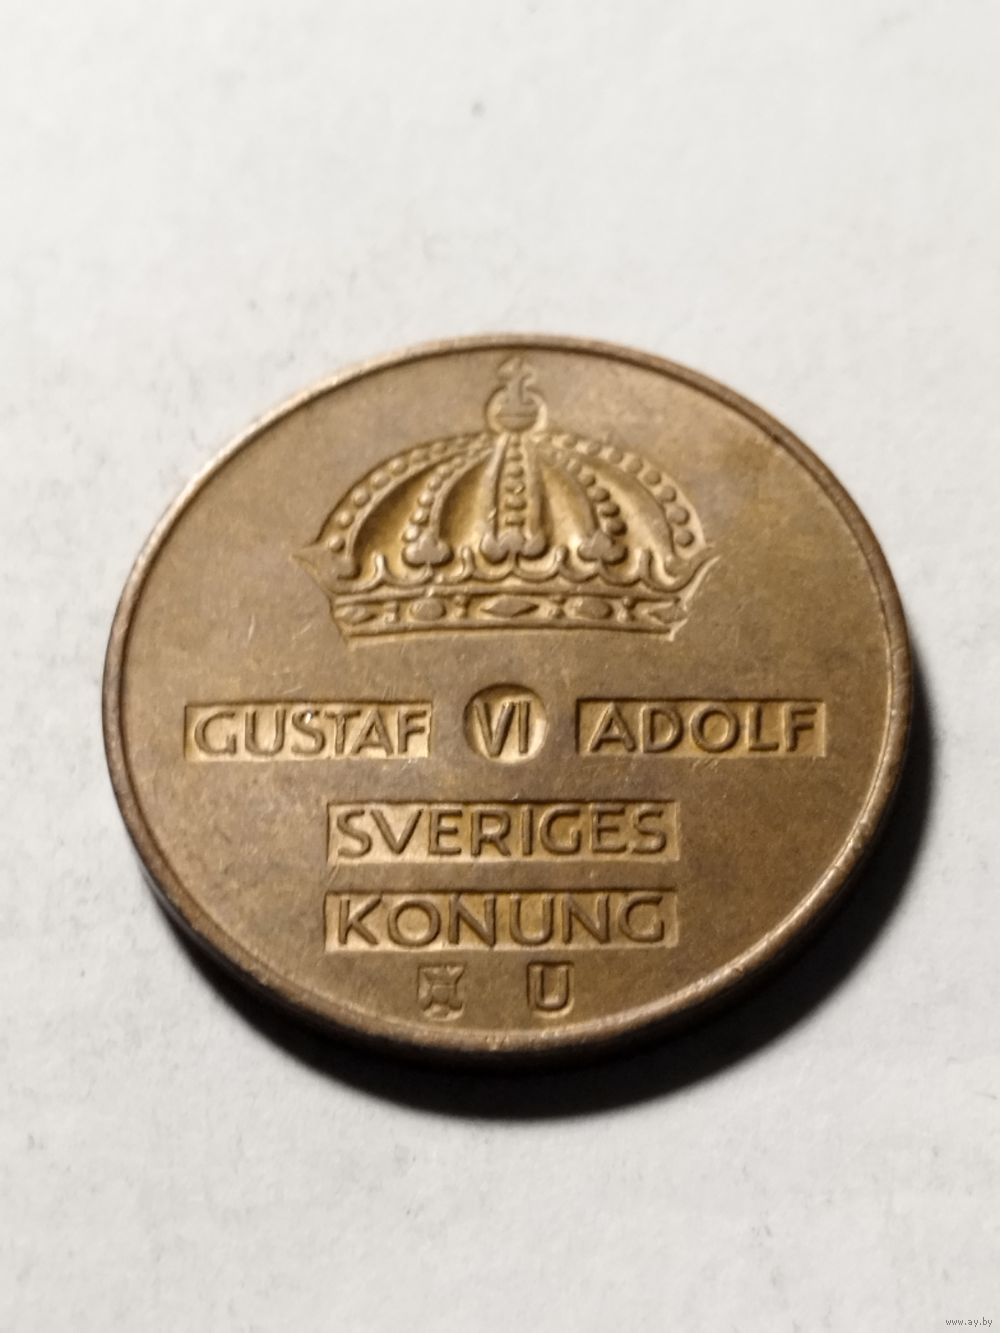 GUSTAF VI ADOLF
SVERIGES
KONUNG
U
www.ay.by